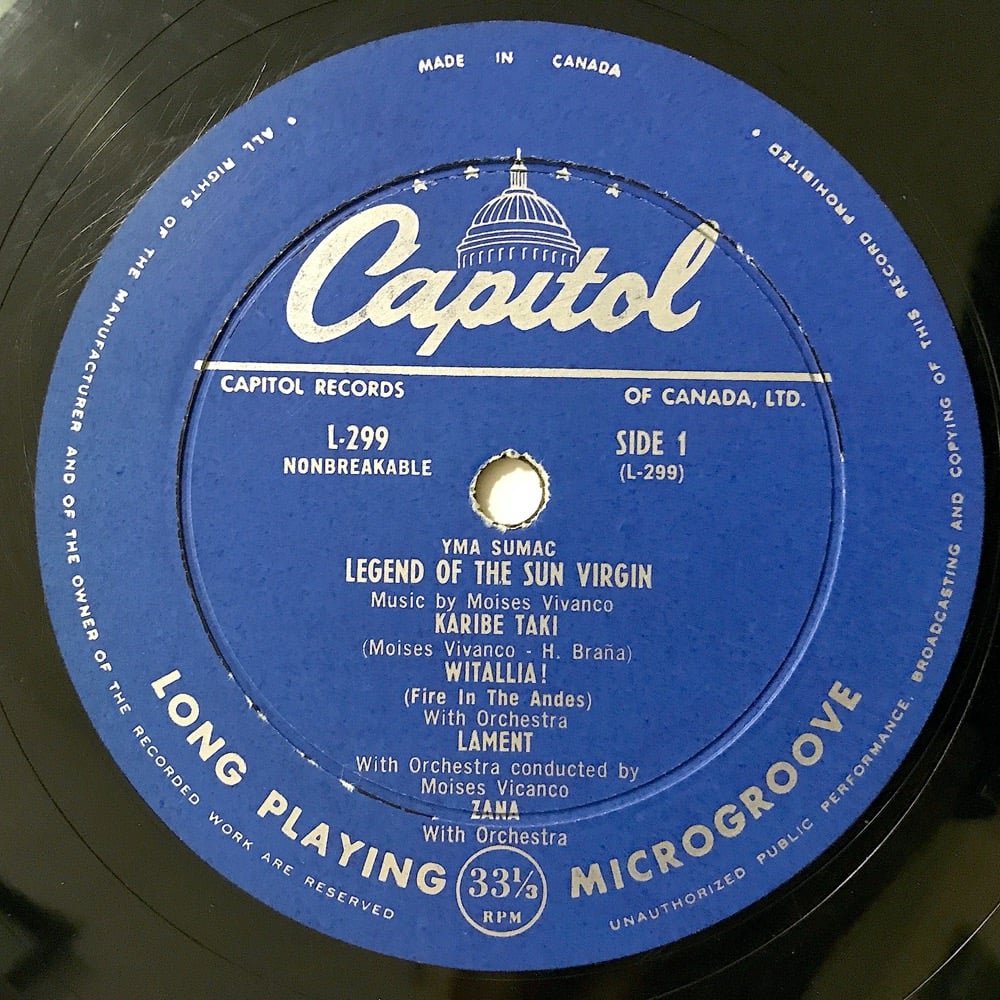 MADE IN CANADA
Capitol
CAPITOL RECORDS OF CANADA, LTD.
L-299 SIDE 1
NONBREAKABLE (L-299)
YMA SUMAC
LEGEND OF THE SUN VIRGIN
Music by Moises Vivanco
KARIBE TAKI
(Moises Vivanco - H. Braña)
WITALLIA!
(Fire In The Andes)
With Orchestra
LAMENT
With Orchestra conducted by
Moises Vicanco
ZANA
With Orchestra
LONG PLAYING 33⅓ MICROGROOVE
RPM
ALL RIGHTS OF THE MANUFACTURER AND OF THE OWNER OF THE RECORDED WORK ARE RESERVED
UNAUTHORIZED PUBLIC PERFORMANCE, BROADCASTING AND COPYING OF THIS RECORD PROHIBITED